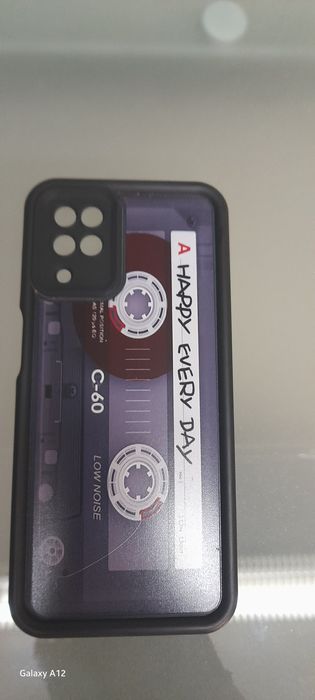 A HAPPY EVERY DAY
C-60
LOW NOISE
Galaxy A12